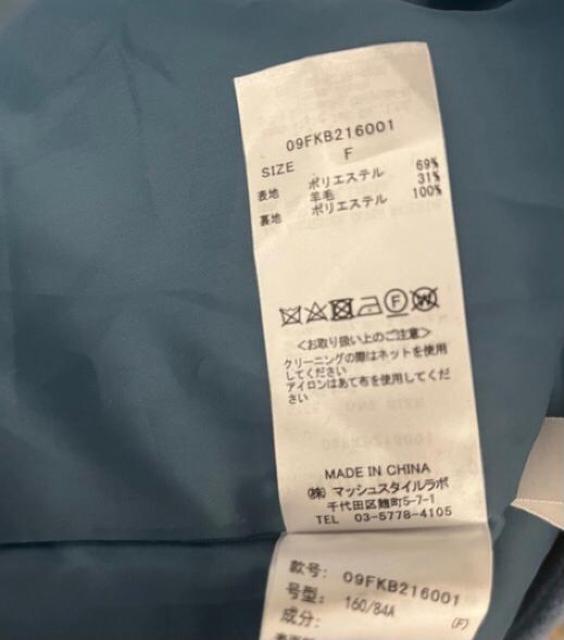 09FKB216001
SIZE F
表地 ポリエステル 69%
羊毛 31%
裏地 ポリエステル 100%
F W
<お取り扱い上のご注意>
クリーニングの際はネットを使用
してください
アイロンはあて布を使用してくだ
さい
MADE IN CHINA
㈱ マッシュスタイルラボ
千代田区麹町5-7-1
TEL 03-5778-4105
款号: 09FKB216001
号型: 160/84A (F)
成分: